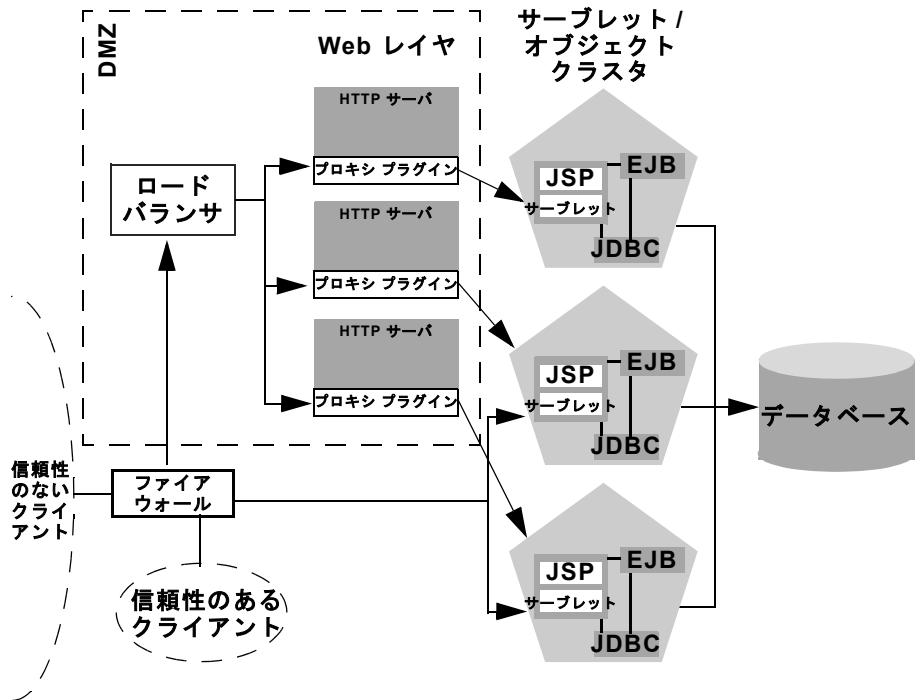 DMZ
Web レイヤ
サーブレット /
オブジェクト
クラスタ
HTTP サーバ
プロキシ プラグイン
JSP
サーブレット
EJB
JDBC
ロード
バランサ
HTTP サーバ
プロキシ プラグイン
HTTP サーバ
プロキシ プラグイン
JSP
サーブレット
EJB
JDBC
データベース
信頼性
のない
クライ
アント
ファイア
ウォール
信頼性のある
クライアント
JSP
サーブレット
EJB
JDBC